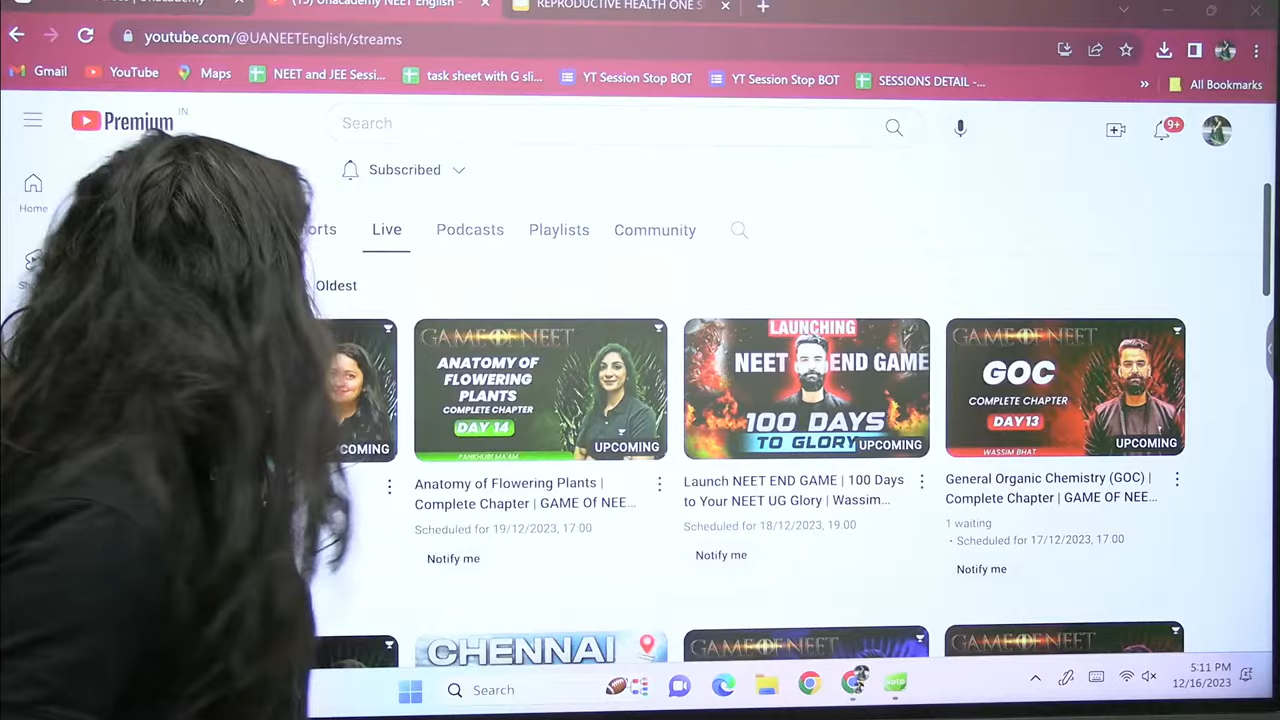 (15) Unacademy NEET English -
REPRODUCTIVE HEALTH ONE S
youtube.com/@UANEETEnglish/streams
Gmail
YouTube
Maps
NEET and JEE Sessi...
task sheet with G sli...
YT Session Stop BOT
YT Session Stop BOT
SESSIONS DETAIL -...
» All Bookmarks
Premium IN
Search
9+
Subscribed
Home
orts
Live
Podcasts
Playlists
Community
Oldest
COMING
GAME OF NEET
ANATOMY OF
FLOWERING
PLANTS
COMPLETE CHAPTER
DAY 14
UPCOMING
LAUNCHING
NEET END GAME
100 DAYS
TO GLORY
UPCOMING
GAME OF NEET
GOC
COMPLETE CHAPTER
DAY 13
WASSIM BHAT
UPCOMING
Anatomy of Flowering Plants |
Complete Chapter | GAME Of NEE...
Scheduled for 19/12/2023, 17:00
Notify me
Launch NEET END GAME | 100 Days
to Your NEET UG Glory | Wassim...
Scheduled for 18/12/2023, 19:00
Notify me
General Organic Chemistry (GOC) |
Complete Chapter | GAME OF NEE...
1 waiting
• Scheduled for 17/12/2023, 17:00
Notify me
CHENNAI
GAME OF NEET
GAME OF NEET
Search
5:11 PM
12/16/2023